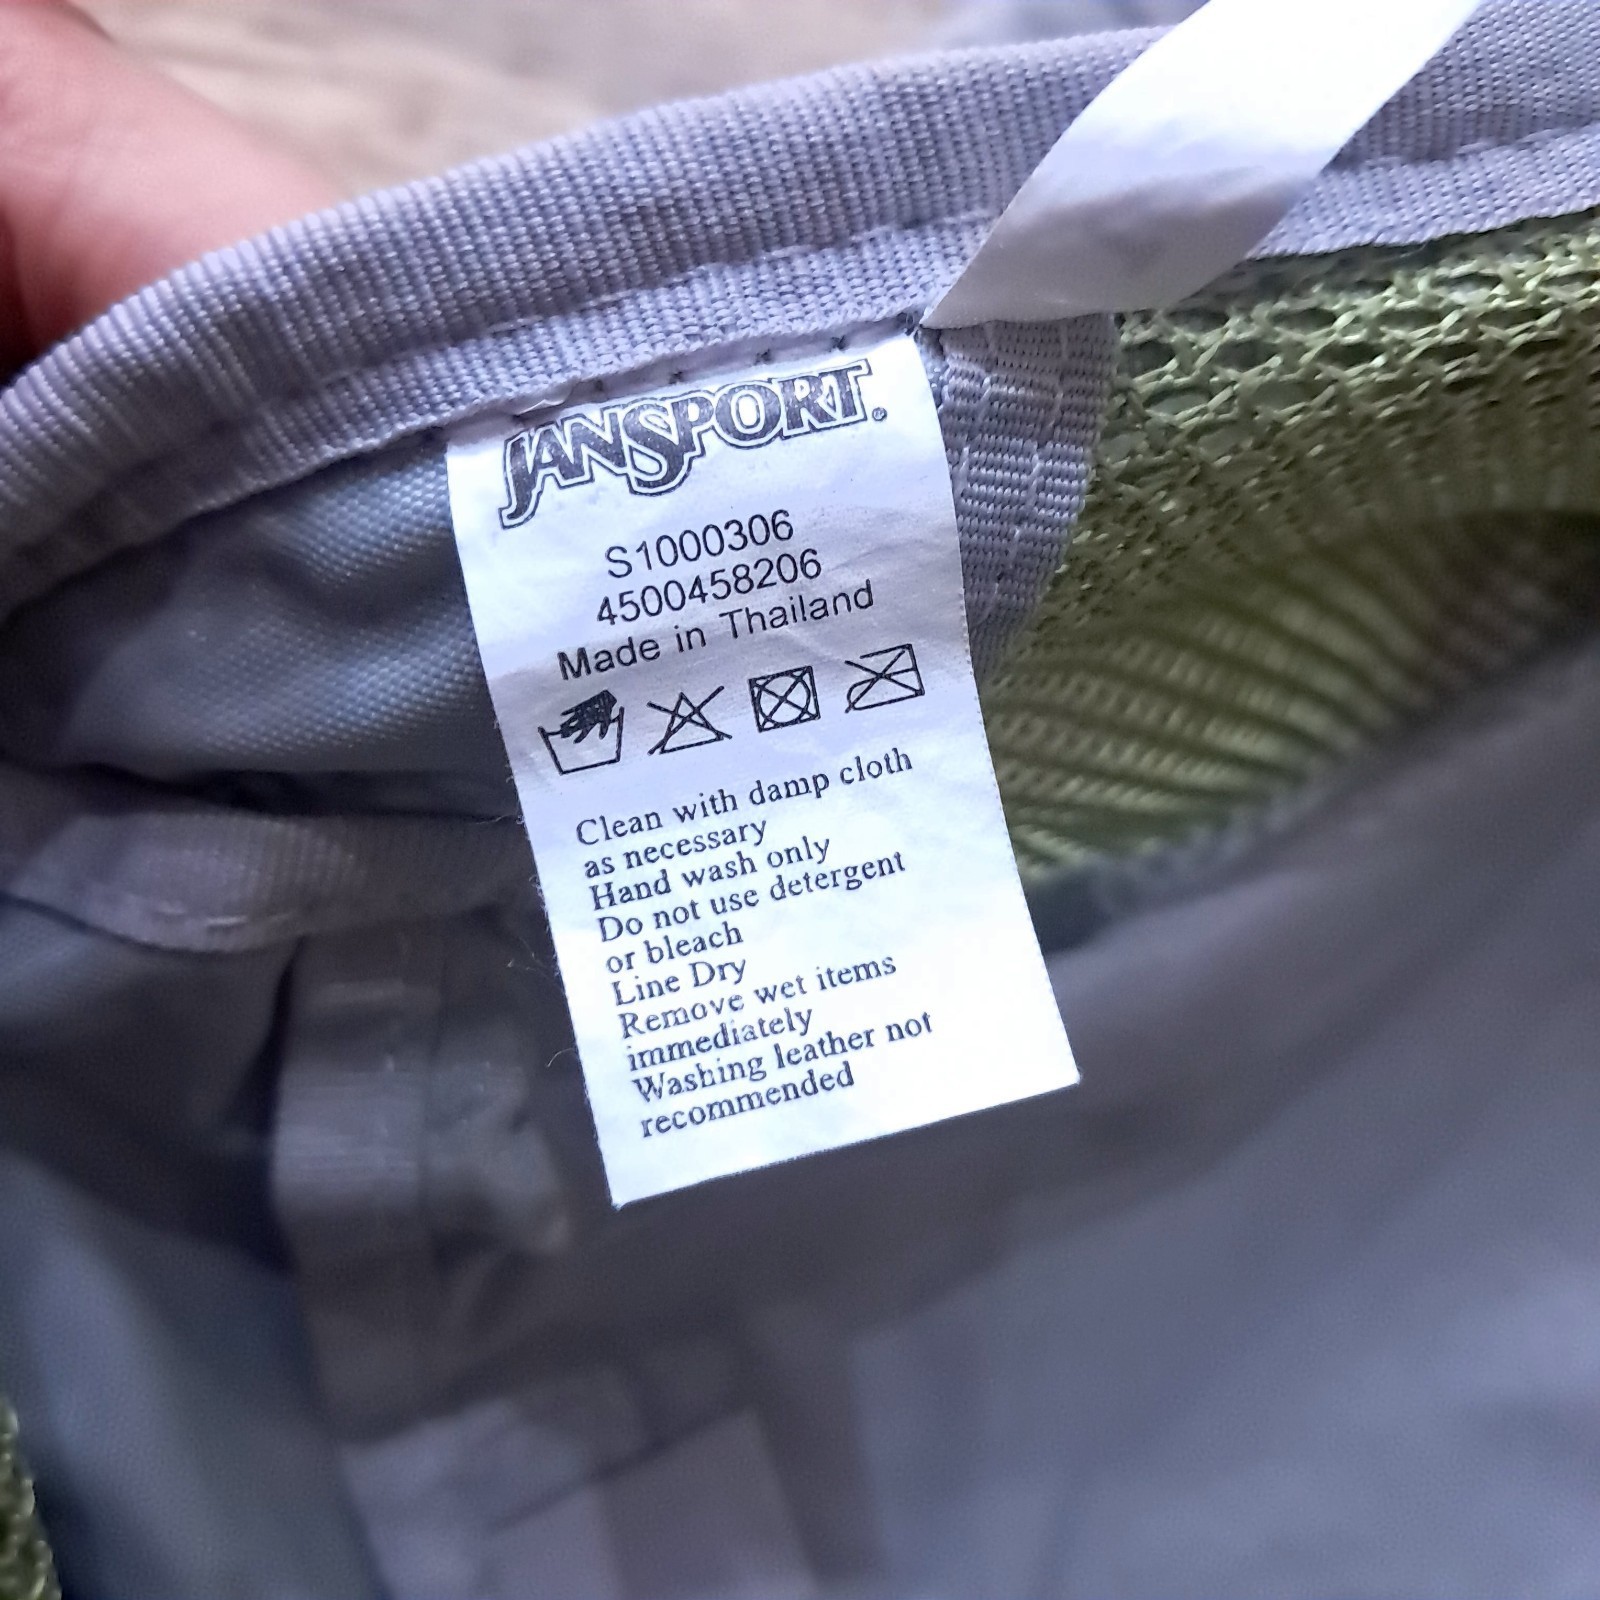 JANSPORT®
S1000306
4500458206
Made in Thailand
Clean with damp cloth
as necessary
Hand wash only
Do not use detergent
or bleach
Line Dry
Remove wet items
immediately
Washing leather not
recommended